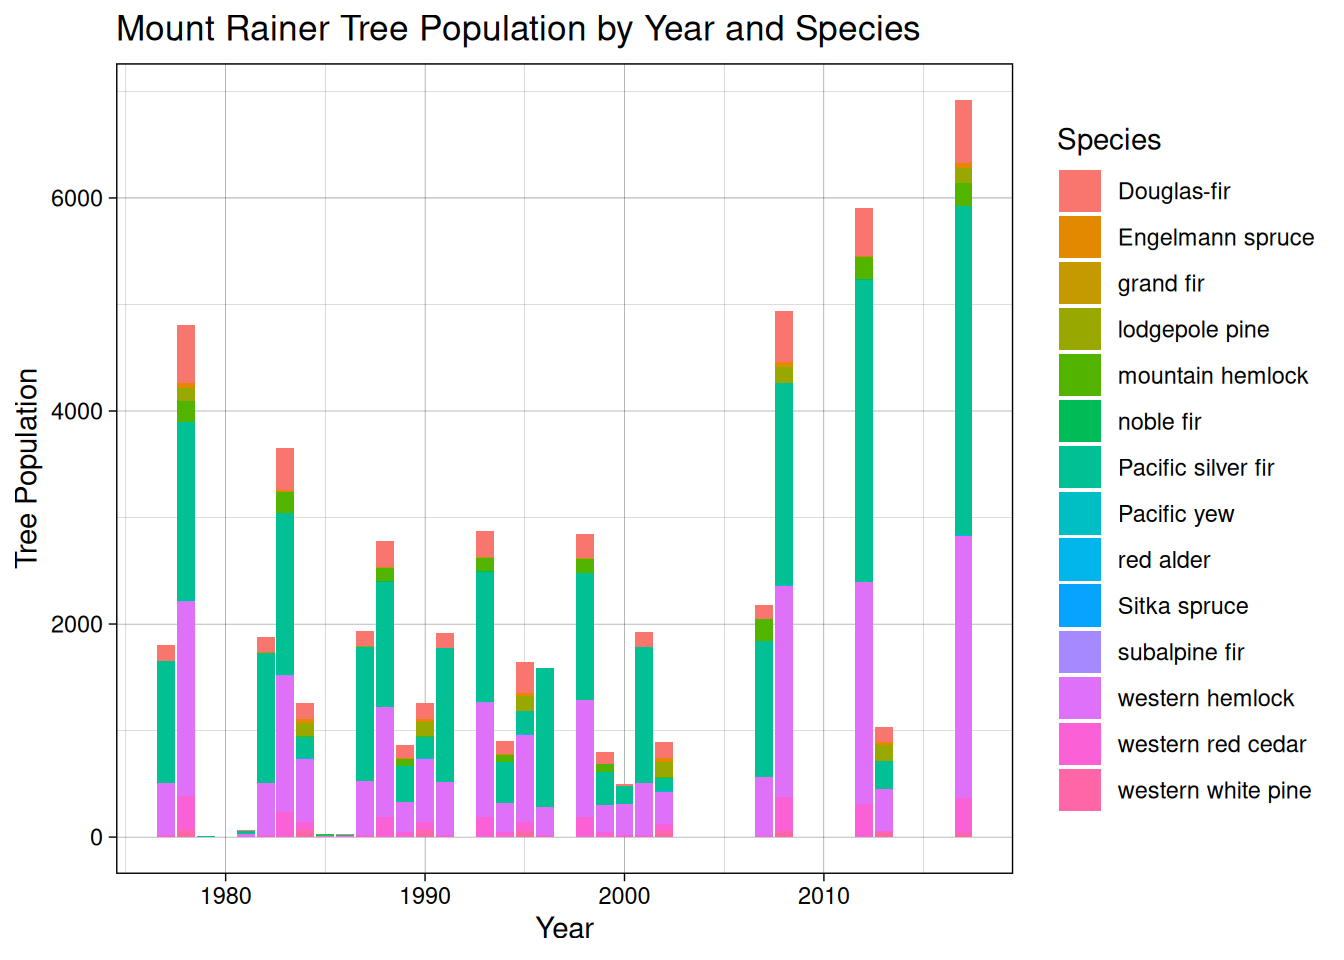 Mount Rainer Tree Population by Year and Species
Tree Population
6000
4000
2000
0
1980
1990
2000
2010
Year
Species
Douglas-fir
Engelmann spruce
grand fir
lodgepole pine
mountain hemlock
noble fir
Pacific silver fir
Pacific yew
red alder
Sitka spruce
subalpine fir
western hemlock
western red cedar
western white pine